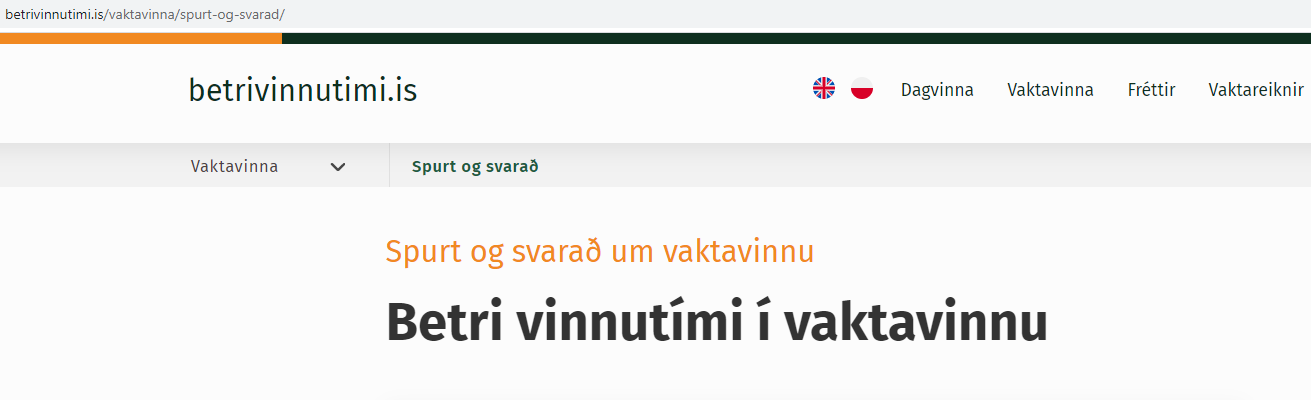 betrivinnutimi.is/vaktavinna/spurt-og-svarad/
betrivinnutimi.is
Dagvinna Vaktavinna Fréttir Vaktareiknir
Vaktavinna Spurt og svarað
Spurt og svarað um vaktavinnu
Betri vinnutími í vaktavinnu